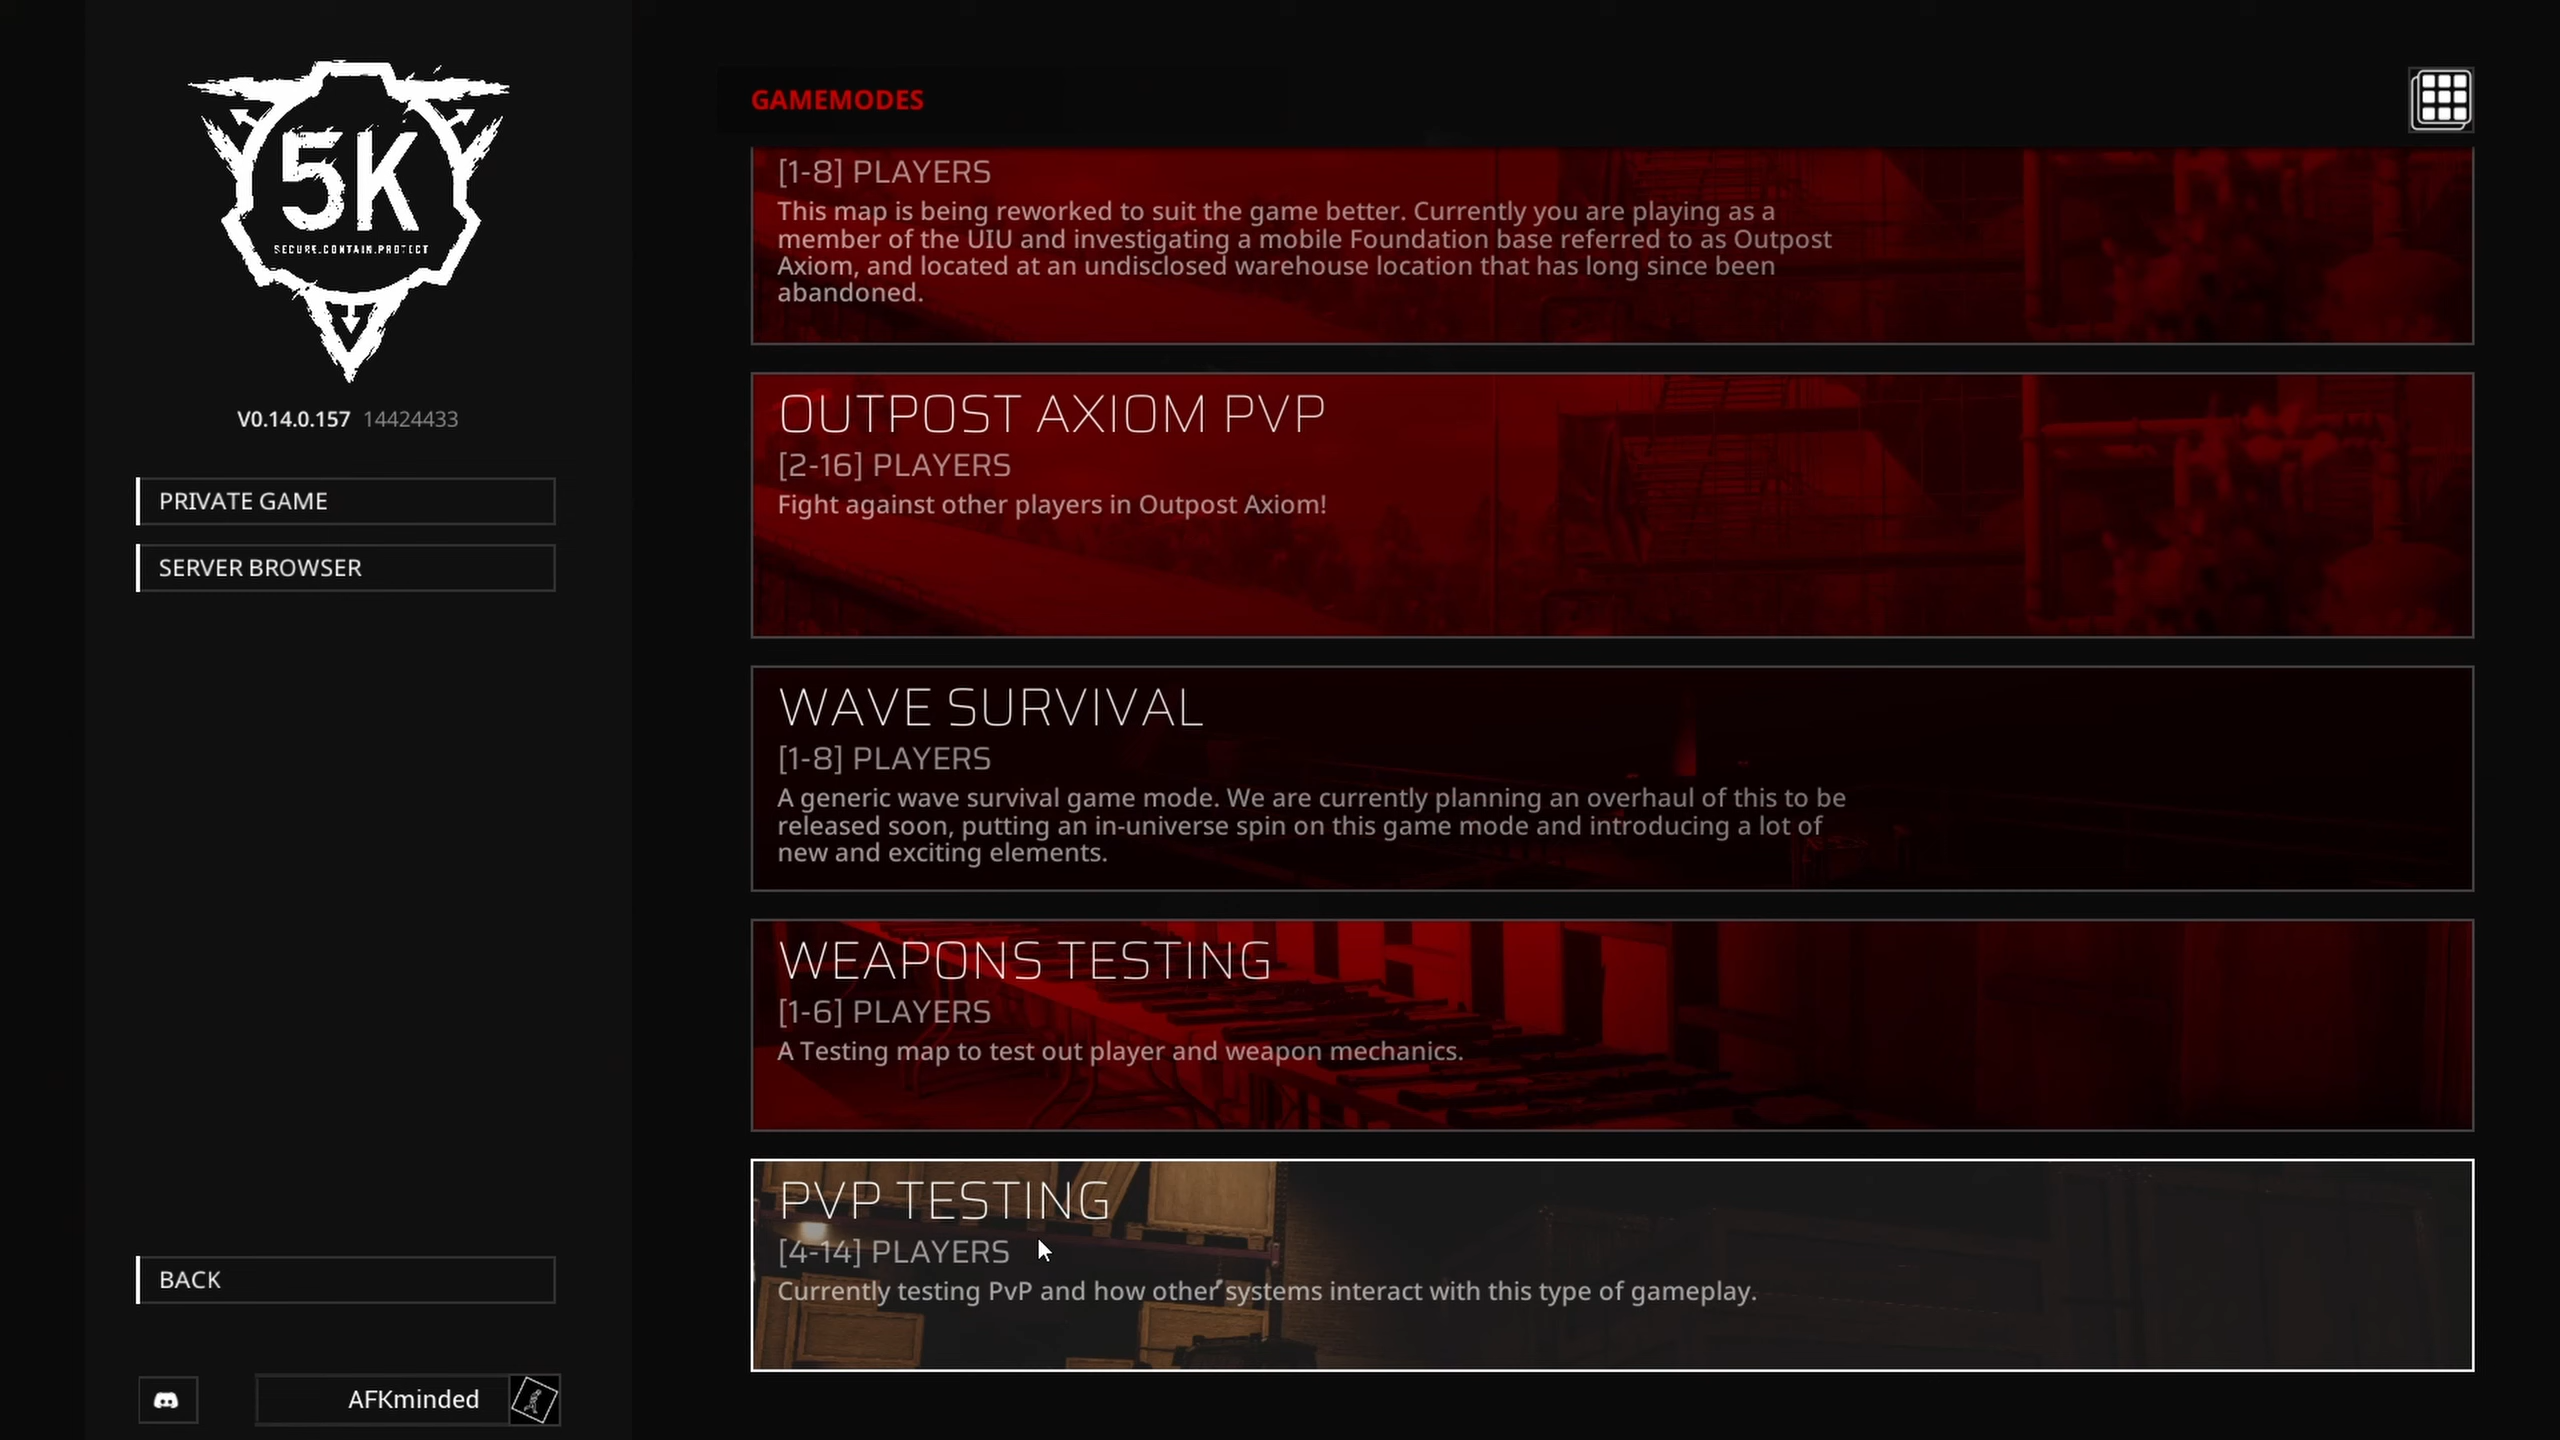 5K
SECURE.CONTAIN.PROTECT
V0.14.0.157 14424433
PRIVATE GAME
SERVER BROWSER
BACK
AFKminded
GAMEMODES
[1-8] PLAYERS
This map is being reworked to suit the game better. Currently you are playing as a
member of the UIU and investigating a mobile Foundation base referred to as Outpost
Axiom, and located at an undisclosed warehouse location that has long since been
abandoned.
OUTPOST AXIOM PVP
[2-16] PLAYERS
Fight against other players in Outpost Axiom!
WAVE SURVIVAL
[1-8] PLAYERS
A generic wave survival game mode. We are currently planning an overhaul of this to be
released soon, putting an in-universe spin on this game mode and introducing a lot of
new and exciting elements.
WEAPONS TESTING
[1-6] PLAYERS
A Testing map to test out player and weapon mechanics.
PVP TESTING
[4-14] PLAYERS
Currently testing PvP and how other systems interact with this type of gameplay.